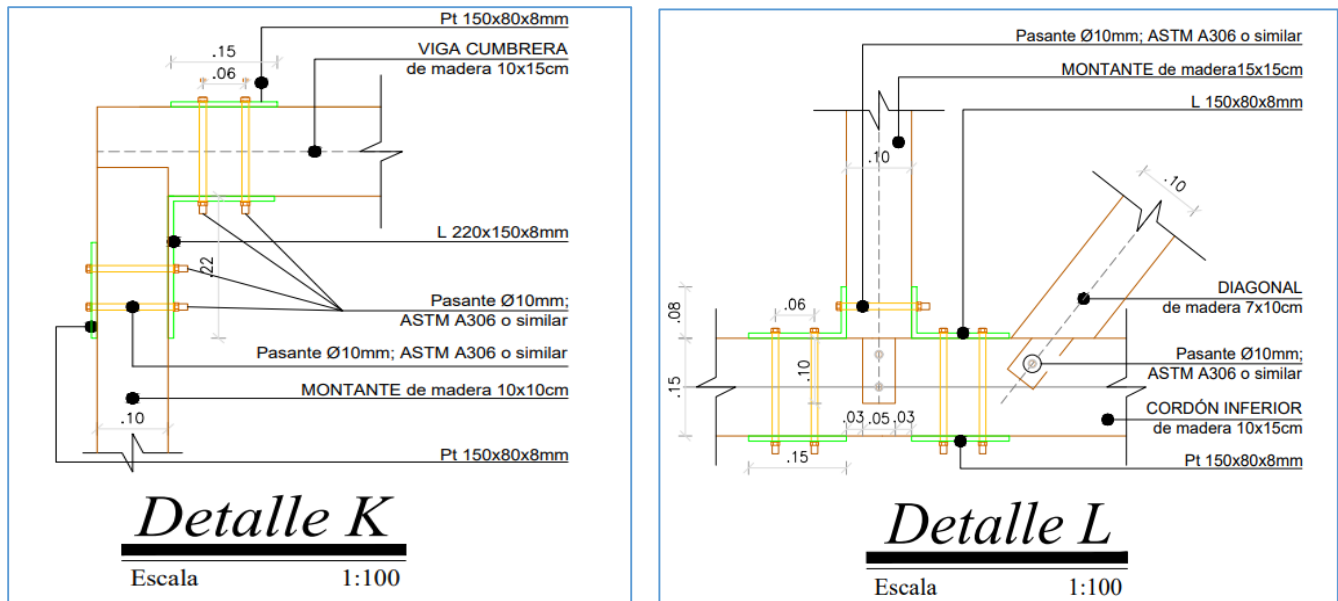 Pt 150x80x8mm
.15
VIGA CUMBRERA
de madera 10x15cm
.06
L 220x150x8mm
.22
Pasante Ø10mm;
ASTM A306 o similar
Pasante Ø10mm; ASTM A306 o similar
MONTANTE de madera 10x10cm
.10
Pt 150x80x8mm
Detalle K
Escala 1:100
Pasante Ø10mm; ASTM A306 o similar
MONTANTE de madera15x15cm
L 150x80x8mm
.10
.10
DIAGONAL
de madera 7x10cm
.06
.08
Pasante Ø10mm;
ASTM A306 o similar
.10
.15
CORDÓN INFERIOR
de madera 10x15cm
.03
.05
.03
Pt 150x80x8mm
.15
Detalle L
Escala 1:100